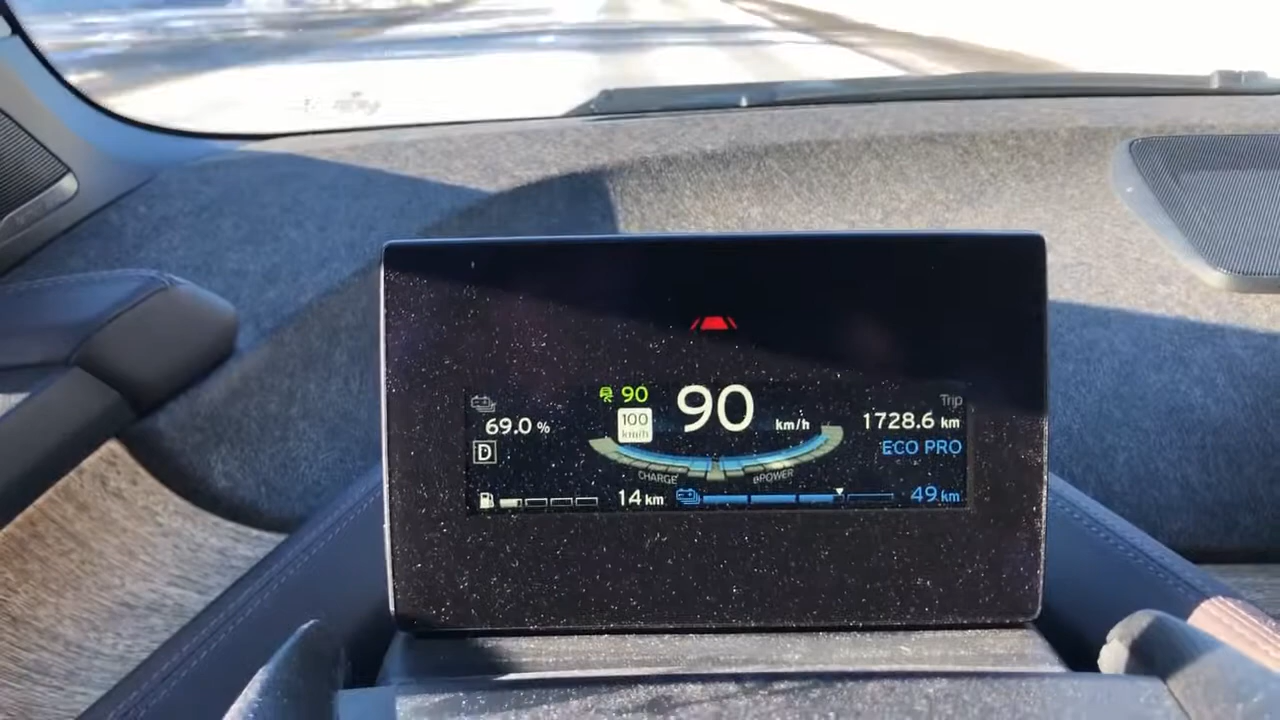 90
90
100
km/h
km/h
Trip
69.0 %
1728.6 km
D
ECO PRO
CHARGE
ePOWER
14 km
49 km